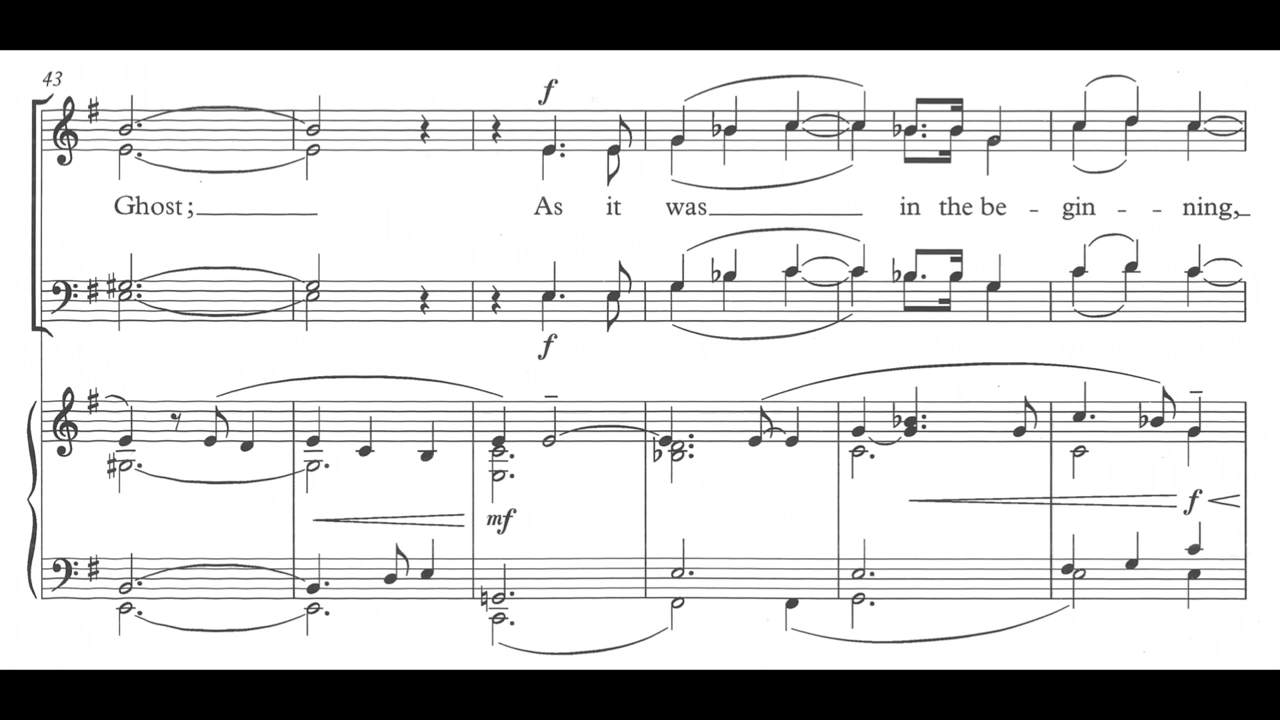 43
f
Ghost; As it was in the be - gin - - ning,
f
mf
f